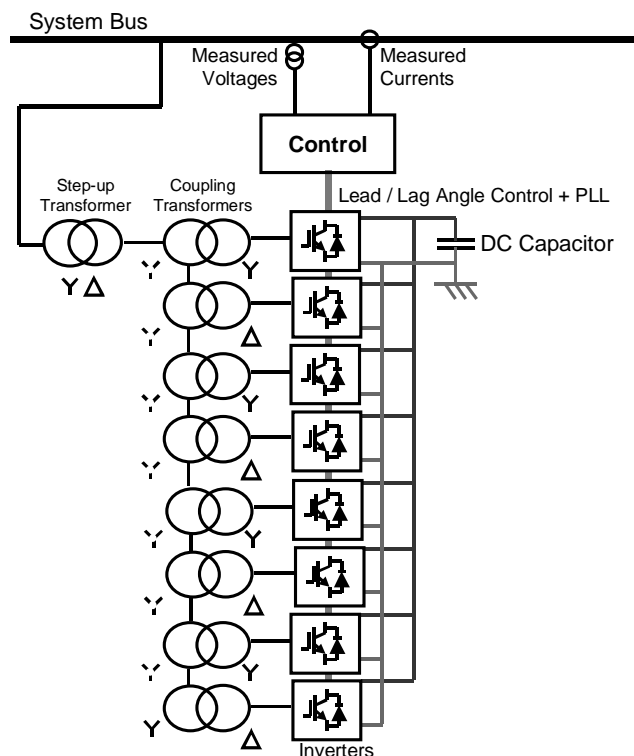 System Bus
Measured
Voltages
Measured
Currents
Control
Step-up
Transformer
Coupling
Transformers
Lead / Lag Angle Control + PLL
DC Capacitor
Y Δ
Y
Y
Y
Δ
Y
Y
Y
Δ
Y
Y
Y
Δ
Y
Y
Y
Δ
Inverters